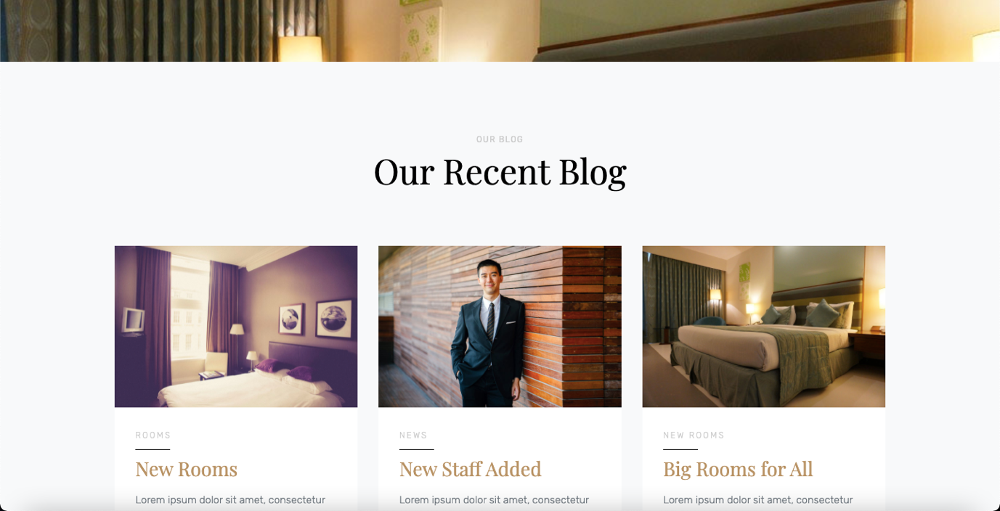 OUR BLOG
Our Recent Blog
ROOMS
New Rooms
Lorem ipsum dolor sit amet, consectetur
NEWS
New Staff Added
Lorem ipsum dolor sit amet, consectetur
NEW ROOMS
Big Rooms for All
Lorem ipsum dolor sit amet, consectetur